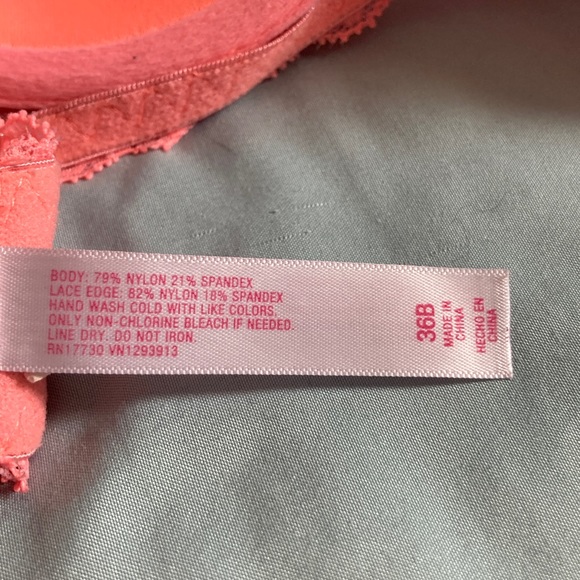 BODY: 79% NYLON 21% SPANDEX
LACE EDGE: 82% NYLON 18% SPANDEX
HAND WASH COLD WITH LIKE COLORS.
ONLY NON-CHLORINE BLEACH IF NEEDED.
LINE DRY. DO NOT IRON.
RN17730 VN1293913
36B
MADE IN
CHINA
HECHO EN
CHINA